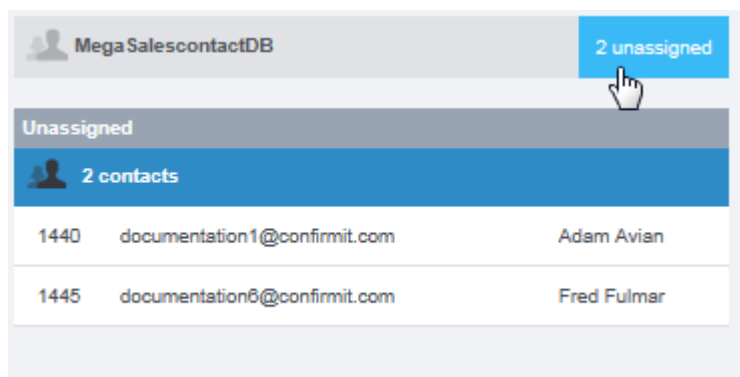 MegaSalescontactDB 2 unassigned
Unassigned
2 contacts
1440 documentation1@confirmit.com Adam Avian
1445 documentation6@confirmit.com Fred Fulmar